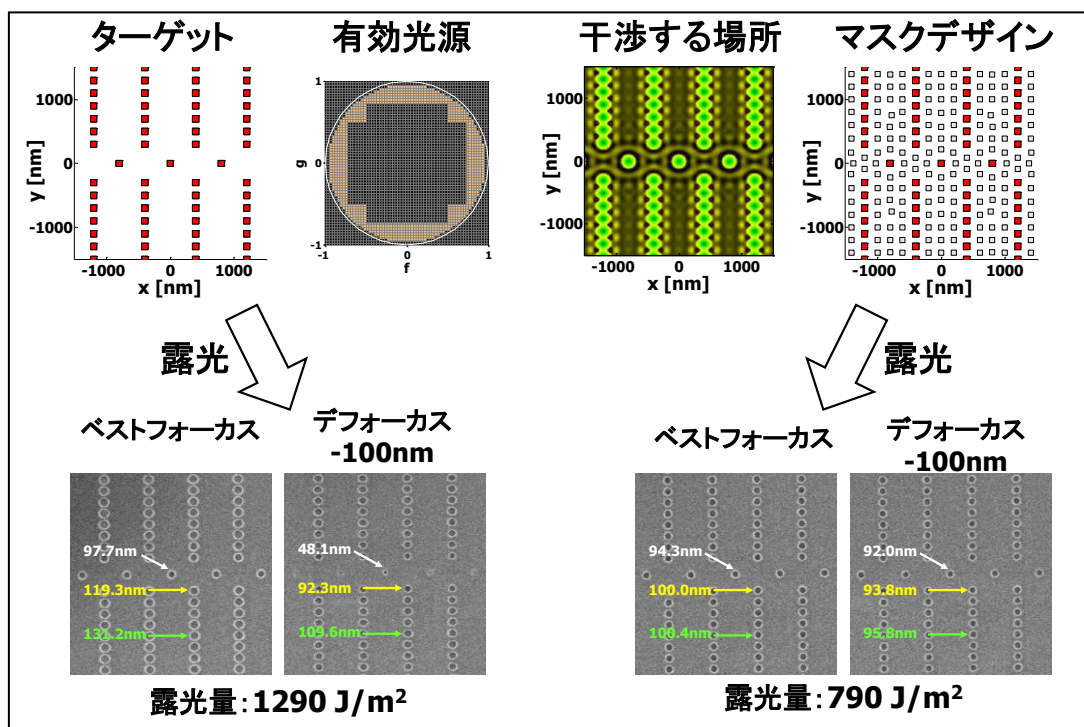 ターゲット
有効光源
干渉する場所
マスクデザイン
y [nm]
1000
0
-1000
-1000 0 1000
x [nm]
g
1
0
-1
-1 0 1
f
y [nm]
1000
0
-1000
-1000 0 1000
x [nm]
y [nm]
1000
0
-1000
-1000 0 1000
x [nm]
露光
露光
ベストフォーカス
デフォーカス
-100nm
ベストフォーカス
デフォーカス
-100nm
97.7nm
119.3nm
131.2nm
48.1nm
92.3nm
109.6nm
94.3nm
100.0nm
100.4nm
92.0nm
93.8nm
95.8nm
露光量:1290 J/m²
露光量:790 J/m²